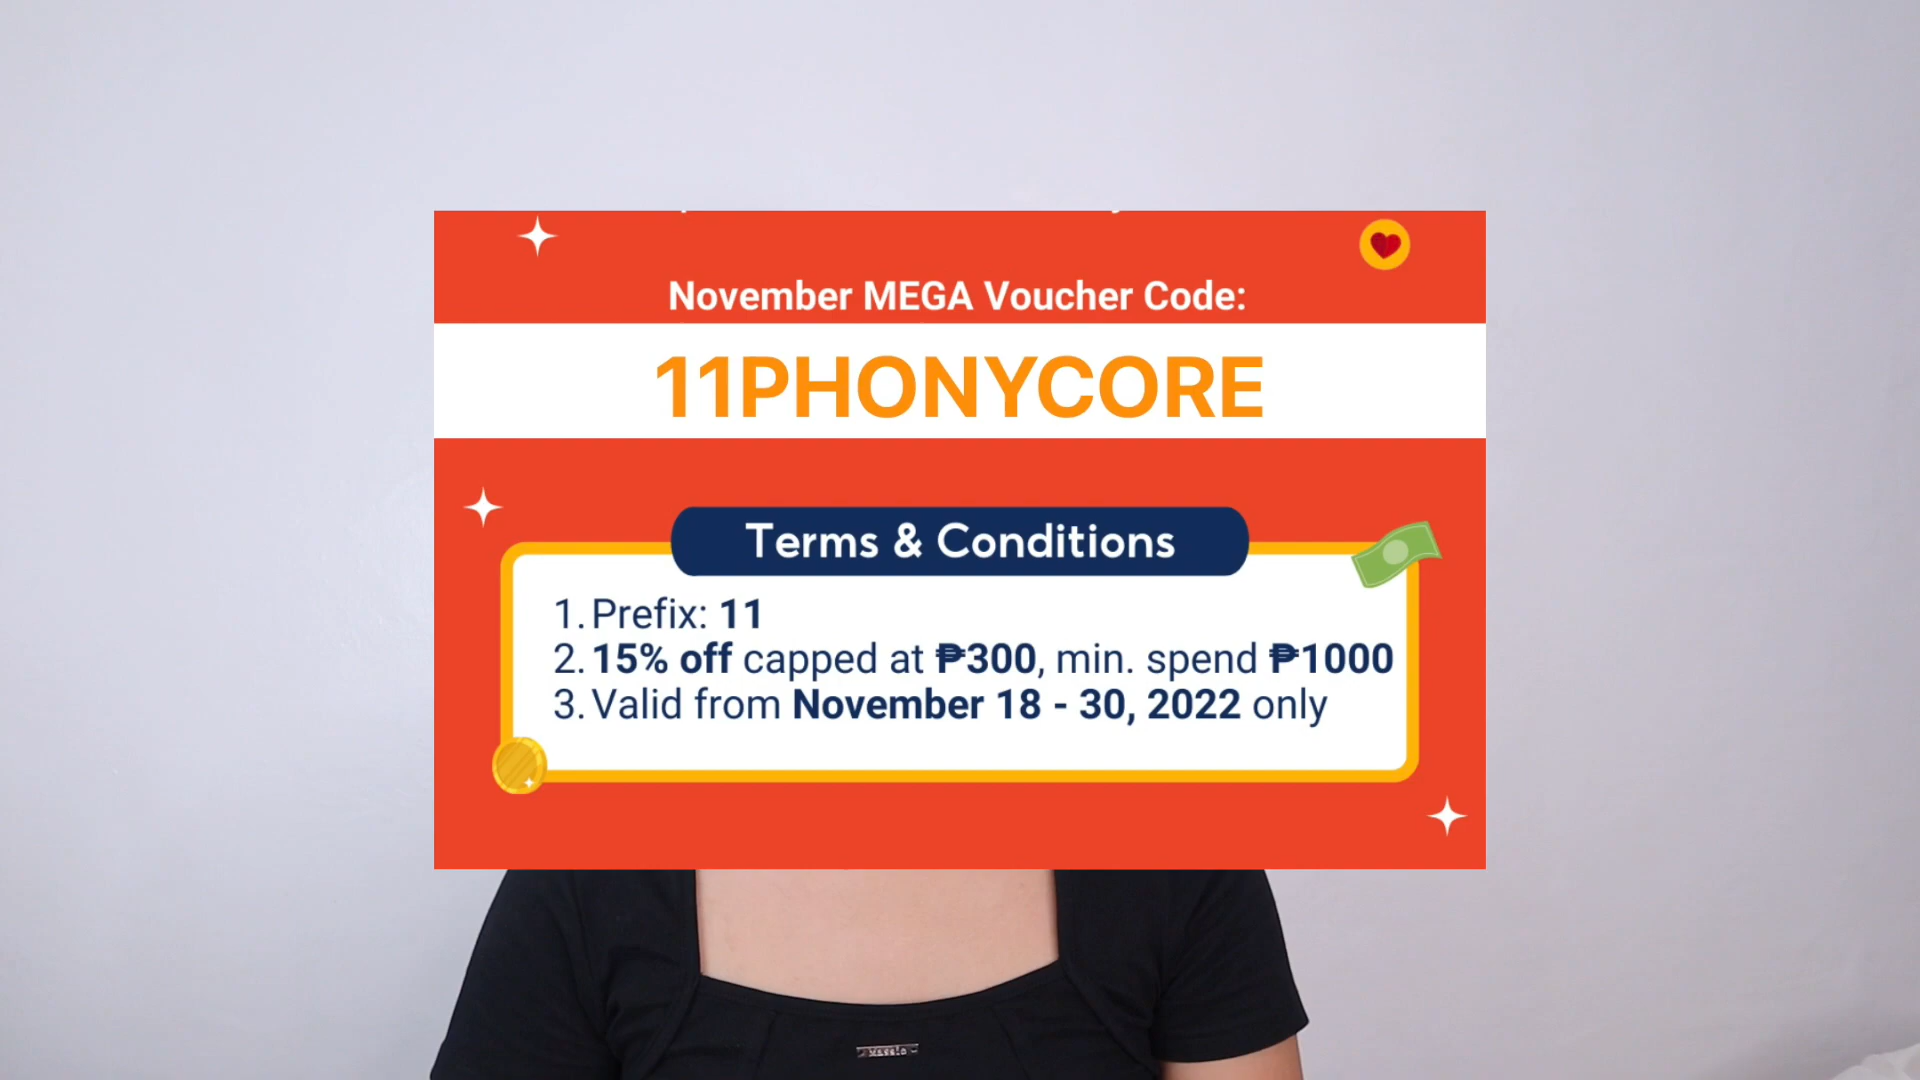 November MEGA Voucher Code:
11PHONYCORE
Terms & Conditions
1. Prefix: 11
2. 15% off capped at ₱300, min. spend ₱1000
3. Valid from November 18 - 30, 2022 only